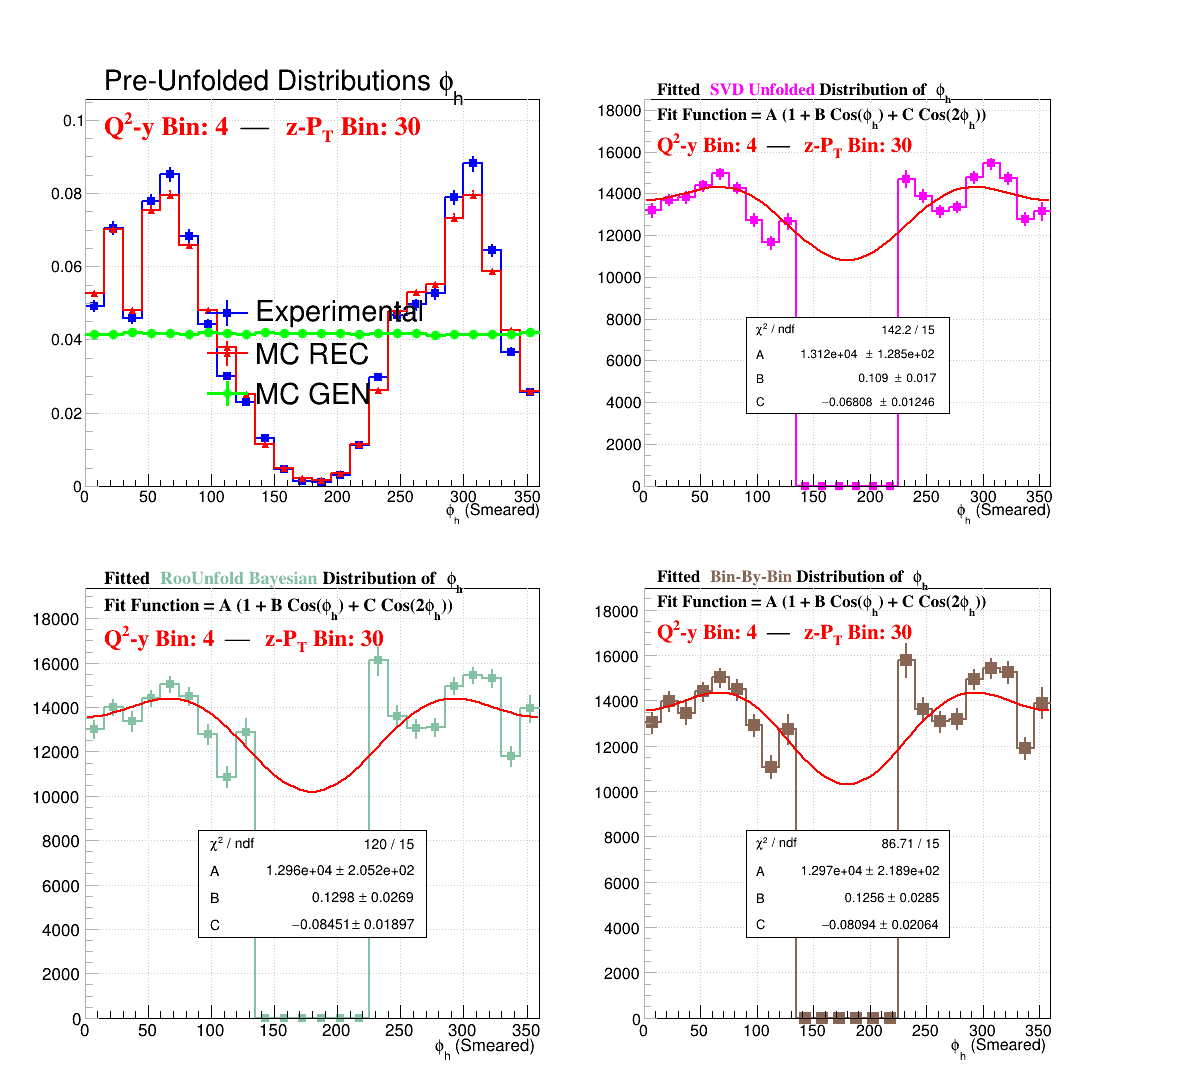 Pre-Unfolded Distributions ϕh
Q²-y Bin: 4 — z-PT Bin: 30
0.1
0.08
0.06
0.04
0.02
0
Experimental
MC REC
MC GEN
0 50 100 150 200 250 300 350
ϕh (Smeared)
Fitted SVD Unfolded Distribution of ϕh
Fit Function = A (1 + B Cos(ϕh) + C Cos(2ϕh))
Q²-y Bin: 4 — z-PT Bin: 30
18000
16000
14000
12000
10000
8000
6000
4000
2000
0
χ² / ndf 142.2 / 15
A 1.312e+04 ± 1.285e+02
B 0.109 ± 0.017
C −0.06808 ± 0.01246
0 50 100 150 200 250 300 350
ϕh (Smeared)
Fitted RooUnfold Bayesian Distribution of ϕh
Fit Function = A (1 + B Cos(ϕh) + C Cos(2ϕh))
Q²-y Bin: 4 — z-PT Bin: 30
18000
16000
14000
12000
10000
8000
6000
4000
2000
0
χ² / ndf 120 / 15
A 1.296e+04 ± 2.052e+02
B 0.1298 ± 0.0269
C −0.08451 ± 0.01897
0 50 100 150 200 250 300 350
ϕh (Smeared)
Fitted Bin-By-Bin Distribution of ϕh
Fit Function = A (1 + B Cos(ϕh) + C Cos(2ϕh))
Q²-y Bin: 4 — z-PT Bin: 30
18000
16000
14000
12000
10000
8000
6000
4000
2000
0
χ² / ndf 86.71 / 15
A 1.297e+04 ± 2.189e+02
B 0.1256 ± 0.0285
C −0.08094 ± 0.02064
0 50 100 150 200 250 300 350
ϕh (Smeared)